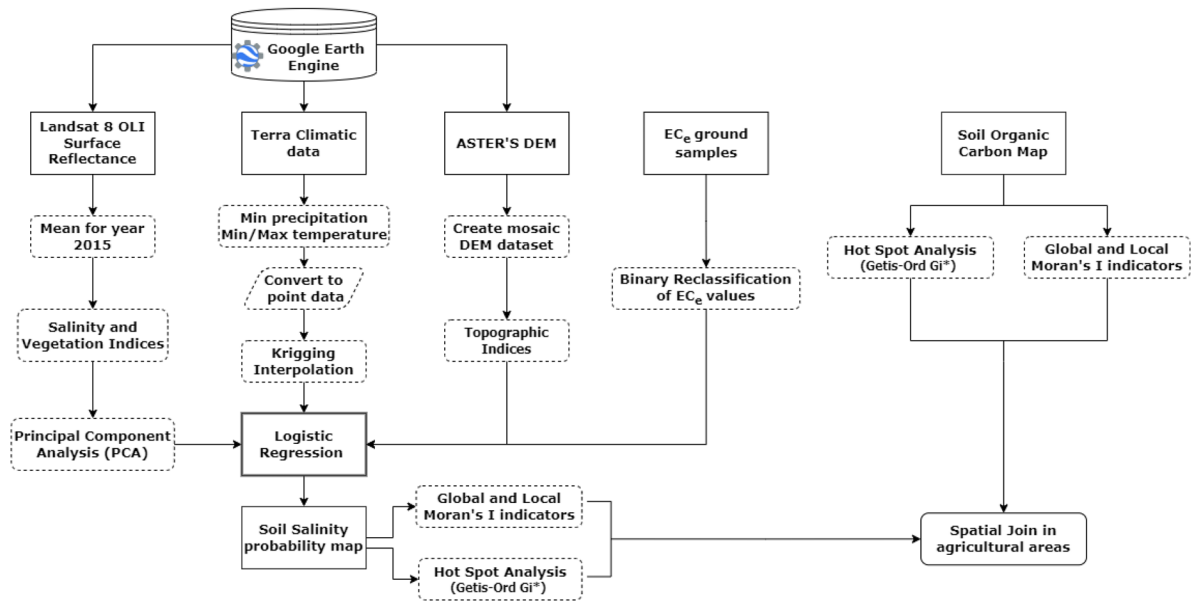 Google Earth
Engine
Landsat 8 OLI
Surface
Reflectance
Terra Climatic
data
ASTER'S DEM
ECe ground
samples
Soil Organic
Carbon Map
Mean for year
2015
Min precipitation
Min/Max temperature
Create mosaic
DEM dataset
Hot Spot Analysis
(Getis-Ord Gi*)
Global and Local
Moran's I indicators
Convert to
point data
Binary Reclassification
of ECe values
Salinity and
Vegetation Indices
Krigging
Interpolation
Topographic
Indices
Principal Component
Analysis (PCA)
Logistic
Regression
Soil Salinity
probability map
Global and Local
Moran's I indicators
Hot Spot Analysis
(Getis-Ord Gi*)
Spatial Join in
agricultural areas